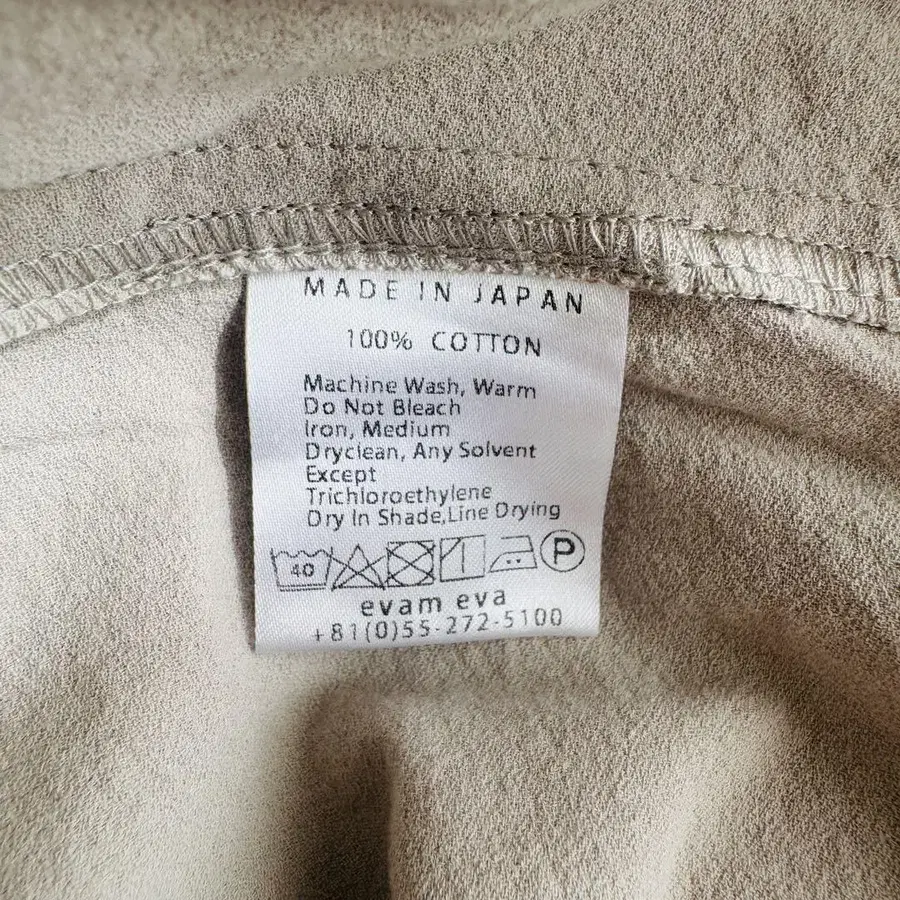 MADE IN JAPAN
100% COTTON
Machine Wash, Warm
Do Not Bleach
Iron, Medium
Dryclean, Any Solvent
Except
Trichloroethylene
Dry In Shade,Line Drying
40 P
evam eva
+81(0)55-272-5100